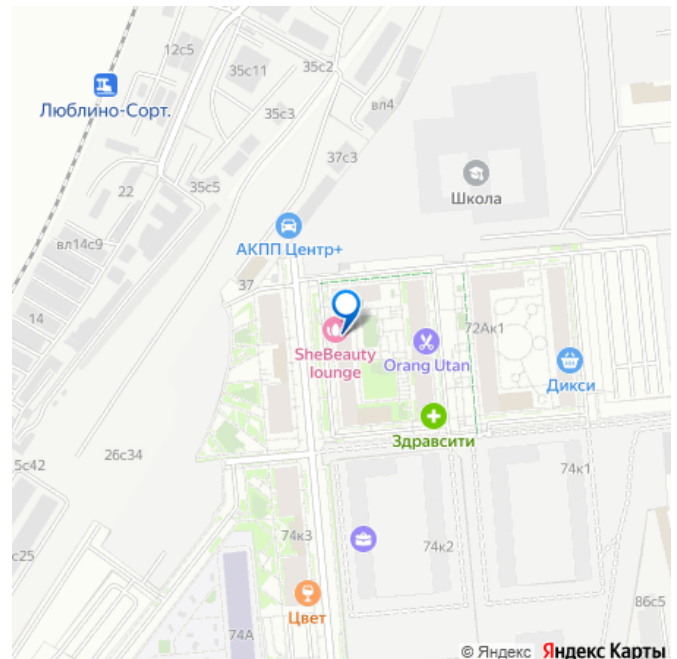 12с5
35с11
35с2
Люблино-Сорт.
35с3
вл4
37с3
22
35с5
Школа
вл14с9
АКПП Центр+
37
14
72Ак1
SheBeauty
lounge
Orang Utan
Дикси
Здравсити
5с42
26с34
74к1
74к3
74к2
с25
Цвет
86с5
74А
© Яндекс Яндекс Карты